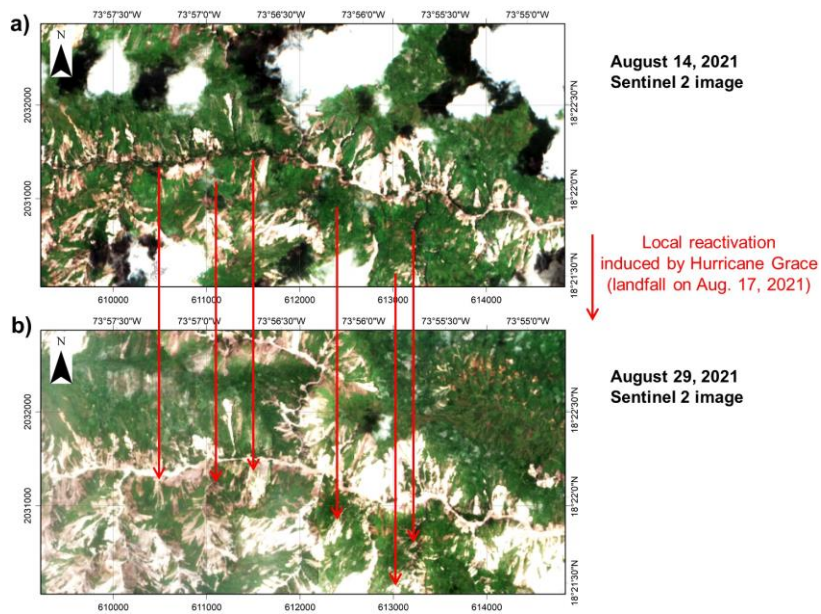 a)
73°57'30"W 73°57'0"W 73°56'30"W 73°56'0"W 73°55'30"W 73°55'0"W
N
2032000
2031000
18°22'30"N
18°22'0"N
18°21'30"N
610000 611000 612000 613000 614000
August 14, 2021
Sentinel 2 image
Local reactivation
induced by Hurricane Grace
(landfall on Aug. 17, 2021)
b)
73°57'30"W 73°57'0"W 73°56'30"W 73°56'0"W 73°55'30"W 73°55'0"W
N
2032000
2031000
18°22'30"N
18°22'0"N
18°21'30"N
610000 611000 612000 613000 614000
August 29, 2021
Sentinel 2 image